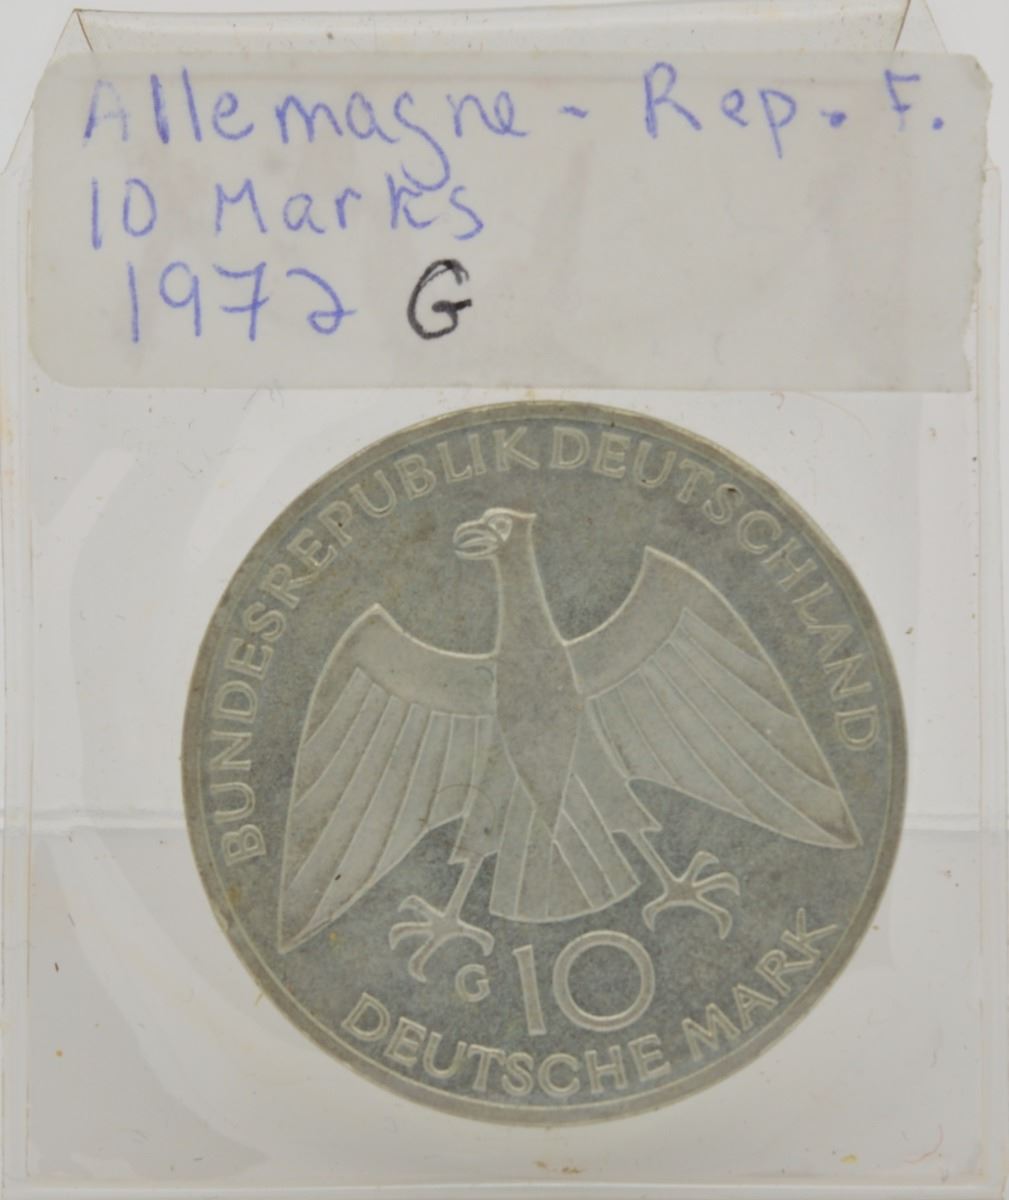 Allemagne - Rep. F.
10 Marks
1972 G
BUNDESREPUBLIK DEUTSCHLAND
G 10
DEUTSCHE MARK